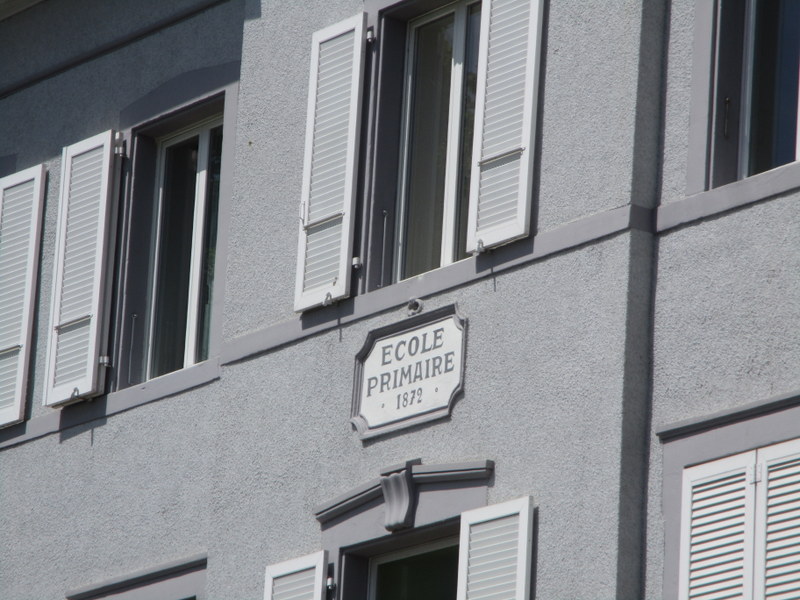 ECOLE
PRIMAIRE
· 1872 ·